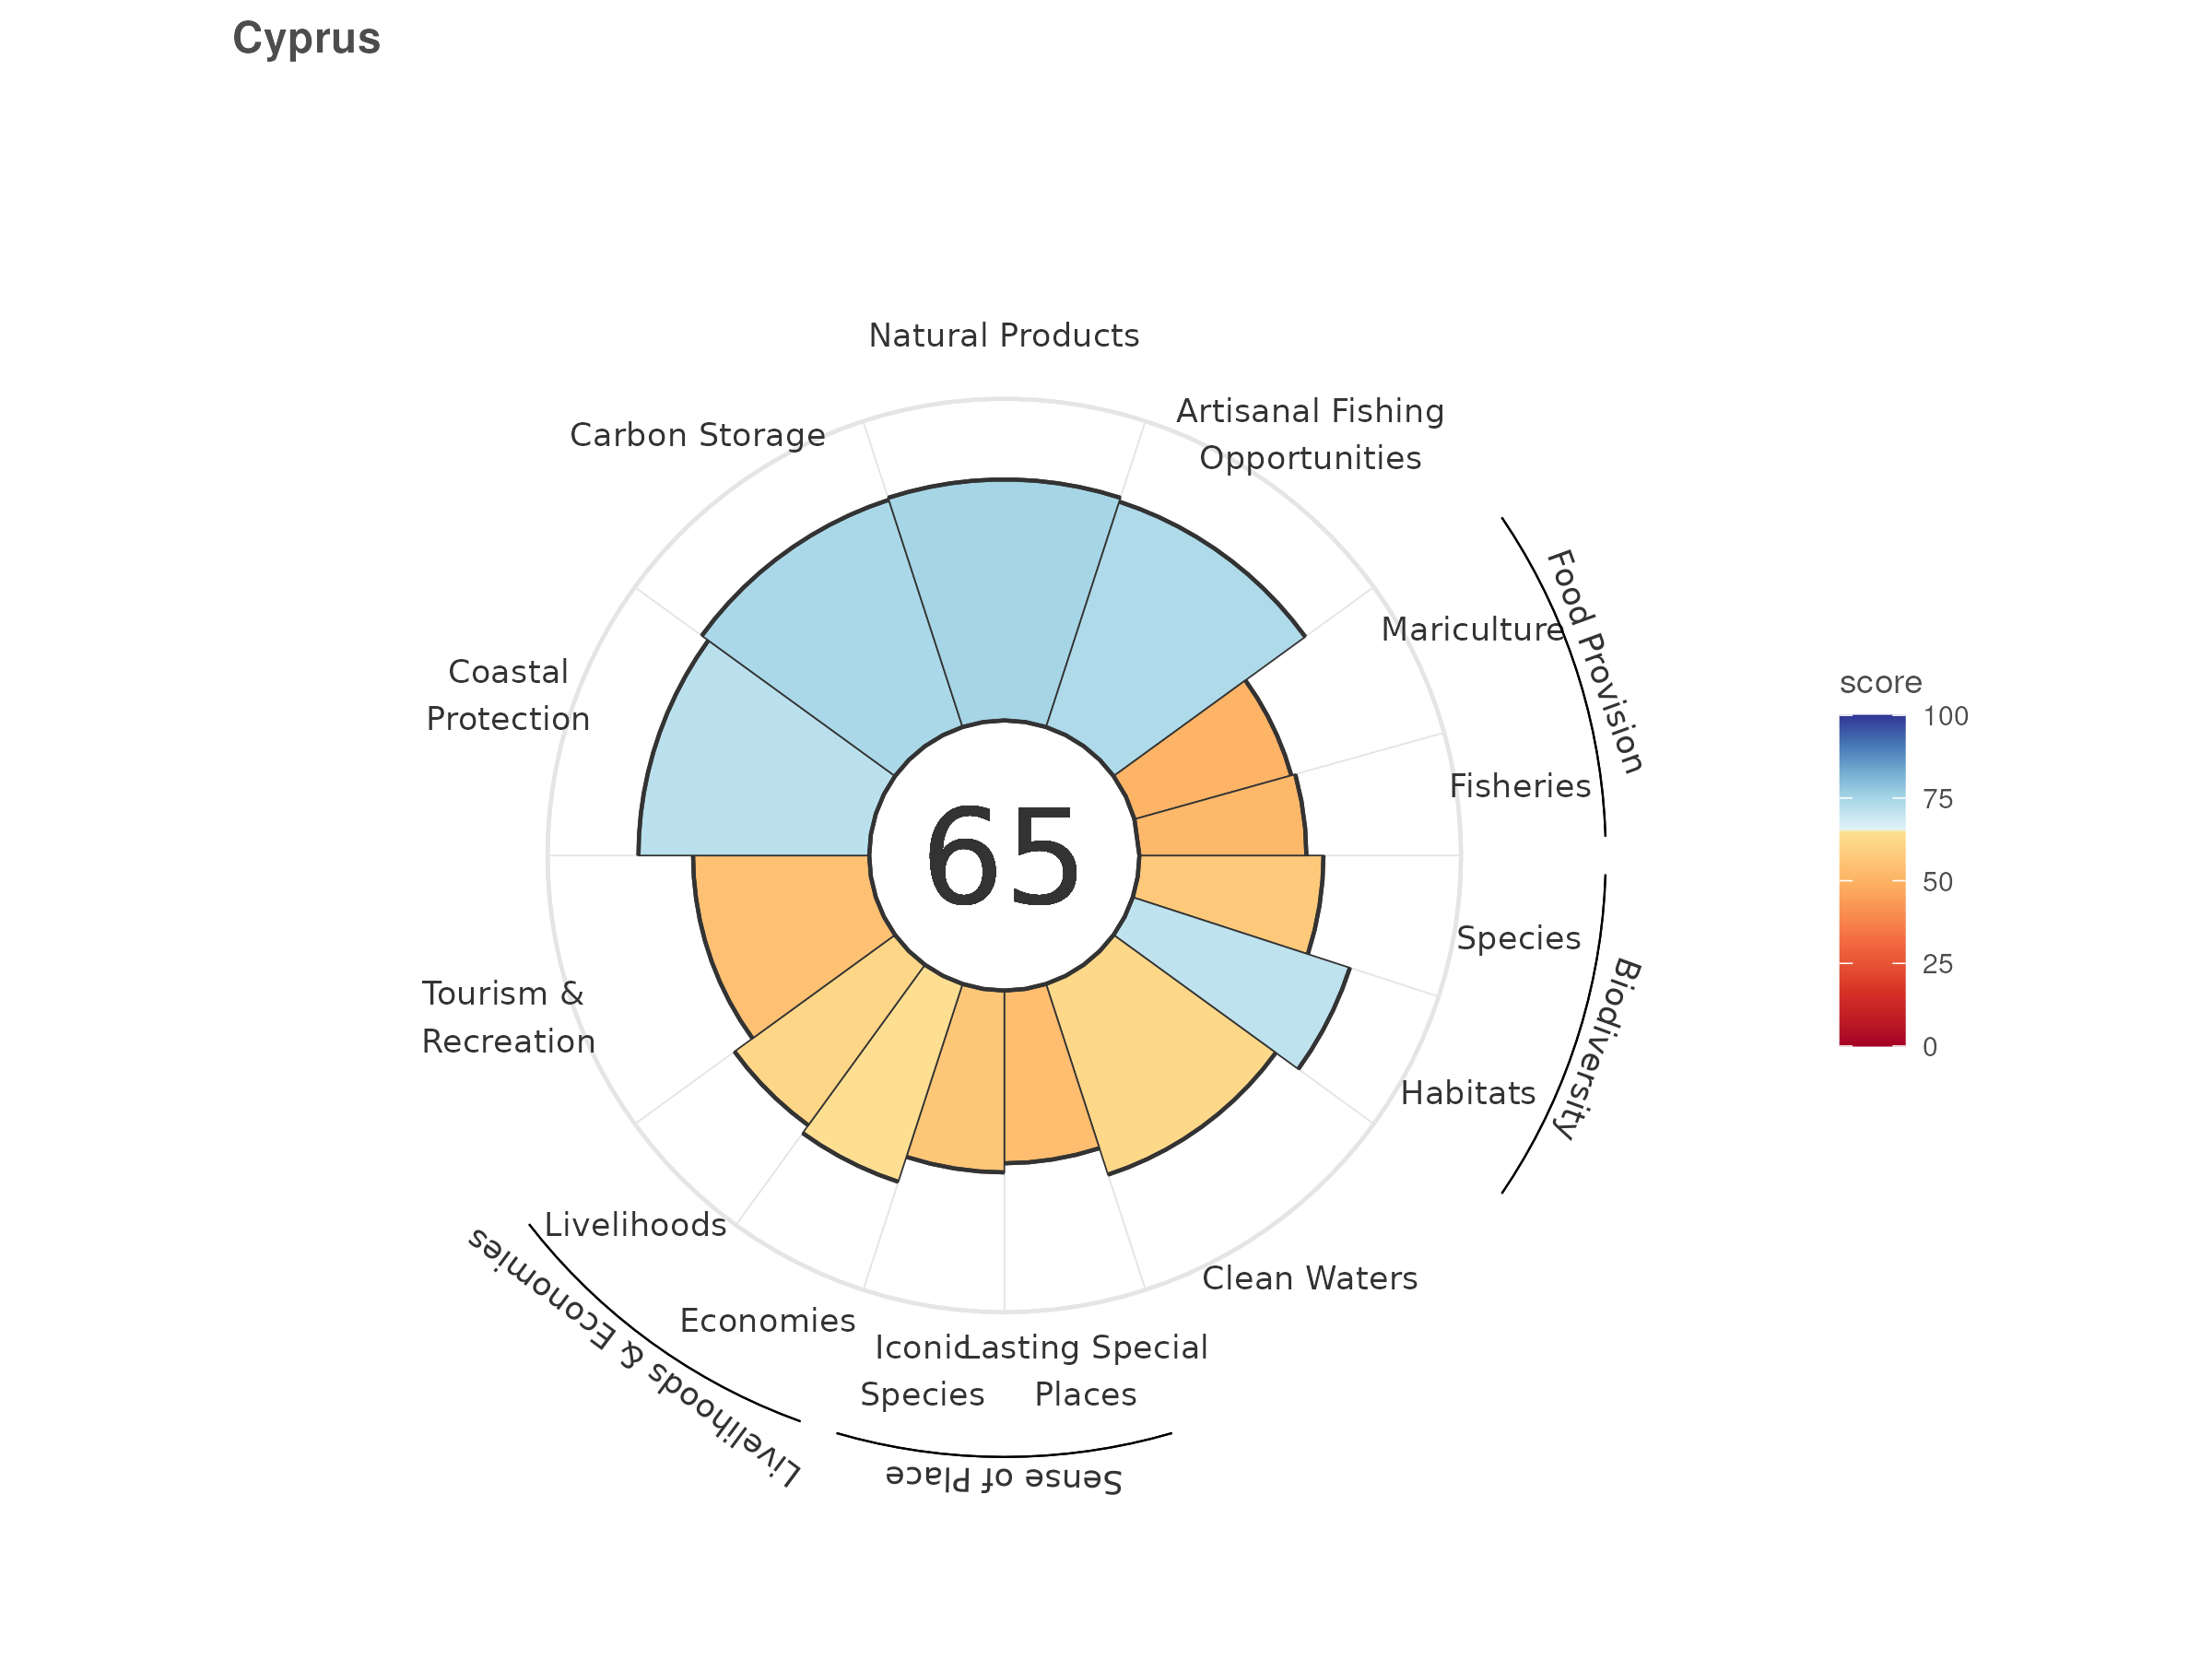 Cyprus
Natural Products
Artisanal Fishing
Opportunities
Carbon Storage
Mariculture
Food Provision
Coastal
Protection
Fisheries
65
Species
Biodiversity
Habitats
Tourism &
Recreation
Clean Waters
Livelihoods
Economies
Livelihoods & Economies
Iconic
Species
Lasting Special
Places
Sense of Place
score
100
75
50
25
0